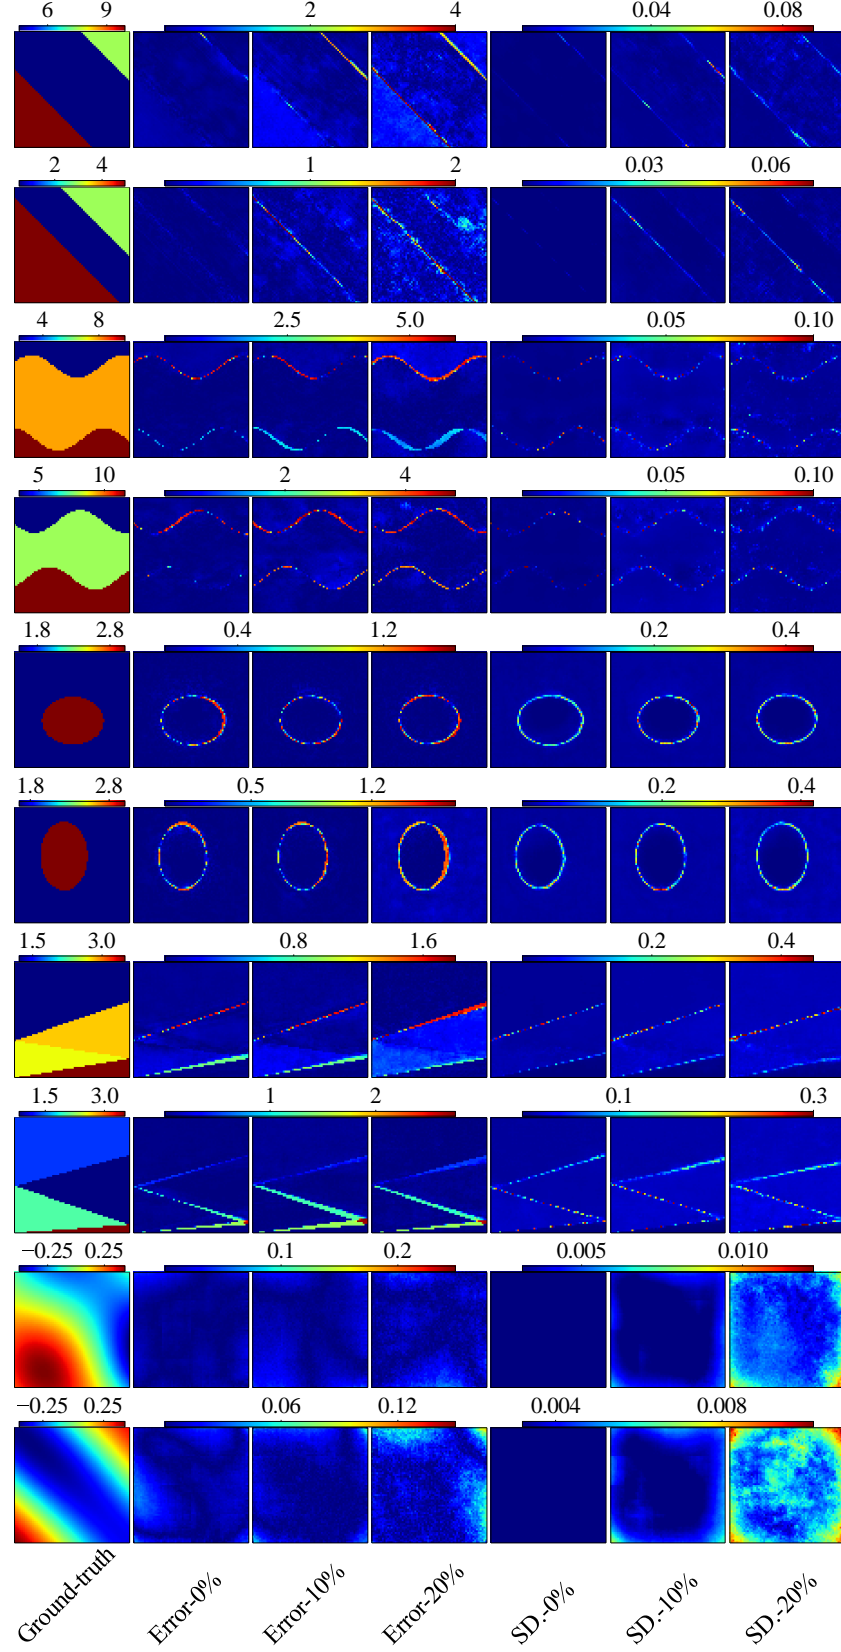 6 9 2 4 0.04 0.08
2 4 1 2 0.03 0.06
4 8 2.5 5.0 0.05 0.10
5 10 2 4 0.05 0.10
1.8 2.8 0.4 1.2 0.2 0.4
1.8 2.8 0.5 1.2 0.2 0.4
1.5 3.0 0.8 1.6 0.2 0.4
1.5 3.0 1 2 0.1 0.3
−0.25 0.25 0.1 0.2 0.005 0.010
−0.25 0.25 0.06 0.12 0.004 0.008
Ground-truth Error-0% Error-10% Error-20% SD.-0% SD.-10% SD.-20%